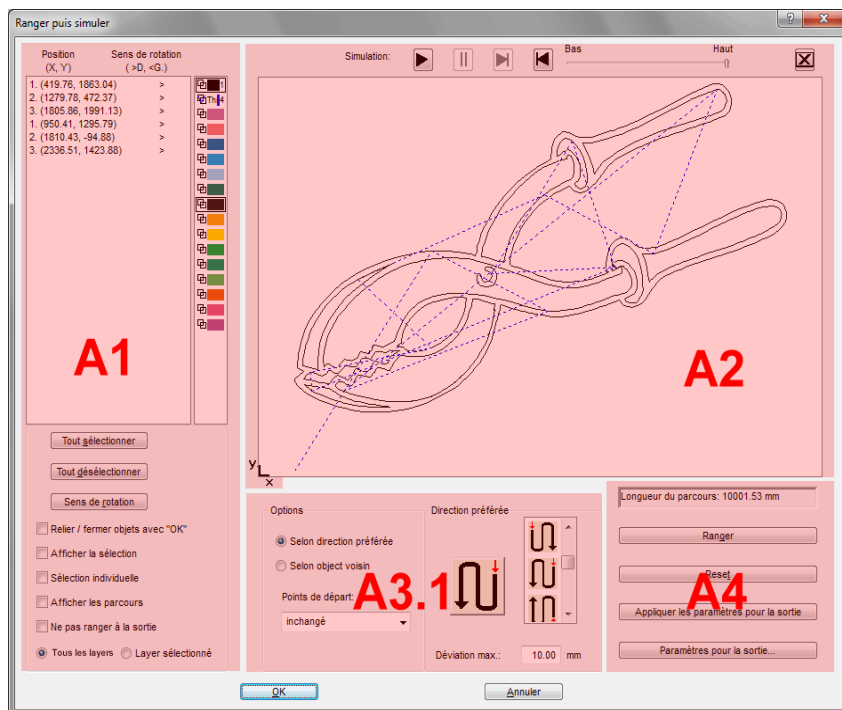 Ranger puis simuler
?
Position Sens de rotation
(X, Y) ( >D, <G.)
1. (419.76, 1863.04) >
2. (1279.78, 472.37) >
3. (1805.86, 1991.13) >
1. (950.41, 1295.79) >
2. (1810.43, -94.88) >
3. (2336.51, 1423.88) >
1
Th 4
A1
Tout sélectionner
Tout désélectionner
Sens de rotation
Relier / fermer objets avec "OK"
Afficher la sélection
Sélection individuelle
Afficher les parcours
Ne pas ranger à la sortie
Tous les layers Layer sélectionné
Simulation: Bas Haut
A2
y
x
Options
Selon direction préférée
Selon object voisin
Points de départ:
inchangé
Direction préférée
A3.1
Déviation max.: 10.00 mm
Longueur du parcours: 10001.53 mm
Ranger
Reset
A4
Appliquer les paramètres pour la sortie
Paramètres pour la sortie...
OK
Annuler